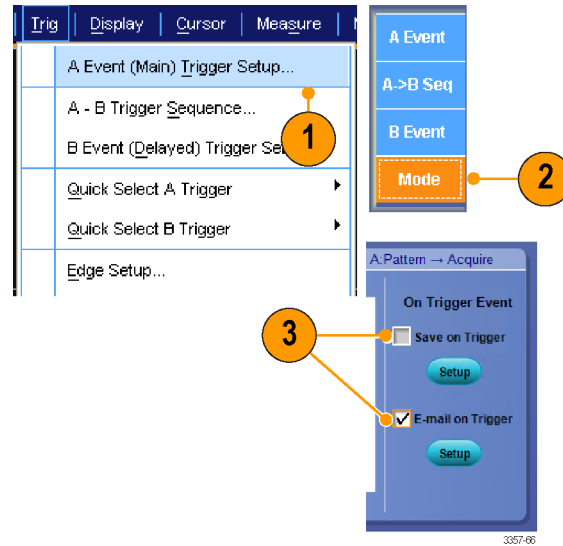 Trig Display Cursor Measure
A Event (Main) Trigger Setup...
A - B Trigger Sequence...
1
B Event (Delayed) Trigger Se
Quick Select A Trigger
Quick Select B Trigger
Edge Setup...
A Event
A->B Seq
B Event
Mode
2
A:Pattern → Acquire
On Trigger Event
3
Save on Trigger
Setup
E-mail on Trigger
Setup
3357-66